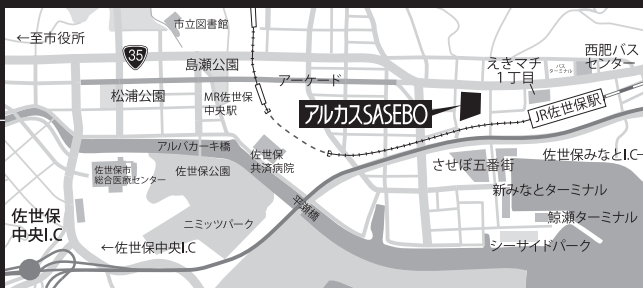 市立図書館
←至市役所
35
島瀬公園
アーケード
えきマチ
1丁目
バス
ターミナル
西肥バス
センター
松浦公園
MR佐世保
中央駅
アルカスSASEBO
JR佐世保駅
アルバカーキ橋
佐世保
共済病院
させぼ五番街
佐世保みなとI.C
佐世保市
総合医療センター
佐世保公園
新みなとターミナル
平瀬橋
佐世保
中央I.C
ニミッツパーク
鯨瀬ターミナル
←佐世保中央I.C
シーサイドパーク